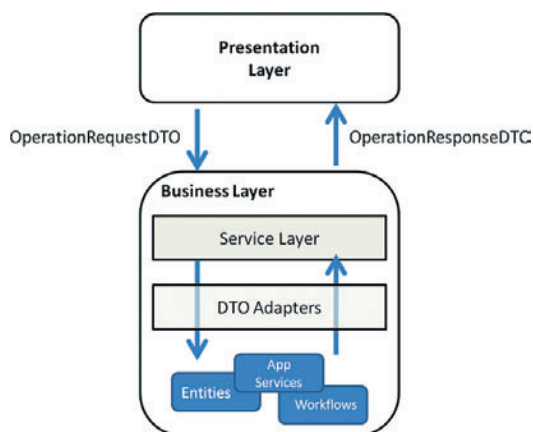 Presentation
Layer
OperationRequestDTO
OperationResponseDTC
Business Layer
Service Layer
DTO Adapters
App
Services
Entities
Workflows